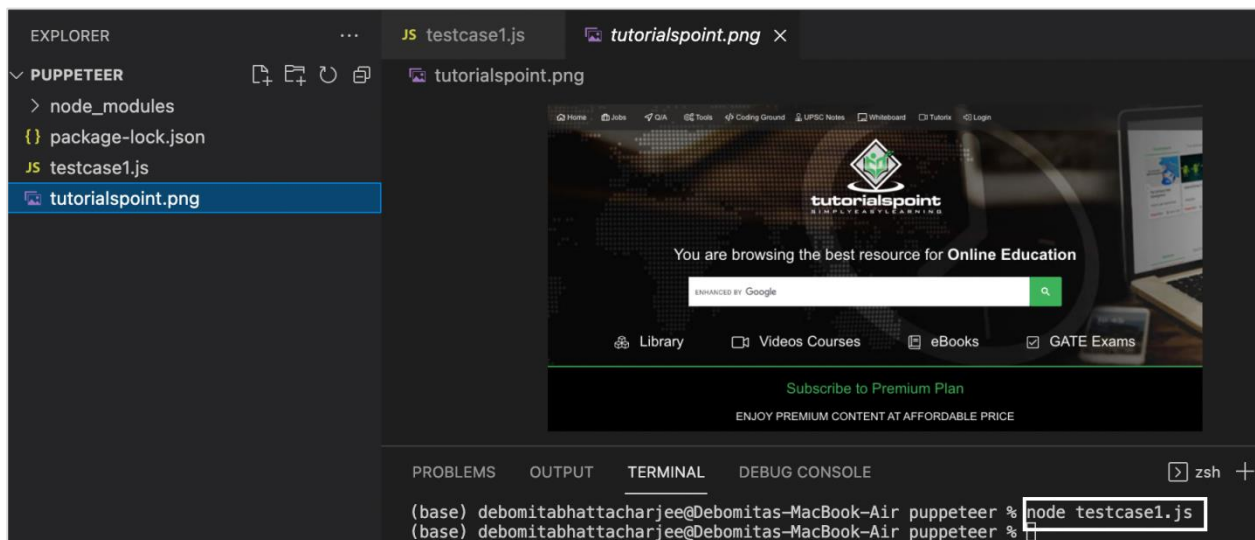 EXPLORER
PUPPETEER
node_modules
{} package-lock.json
JS testcase1.js
tutorialspoint.png
JS testcase1.js
tutorialspoint.png
tutorialspoint.png
Home Jobs Q/A Tools Coding Ground UPSC Notes Whiteboard Tutorix Login
tutorialspoint
SIMPLYEASYLEARNING
You are browsing the best resource for Online Education
ENHANCED BY Google
Library Videos Courses eBooks GATE Exams
Subscribe to Premium Plan
ENJOY PREMIUM CONTENT AT AFFORDABLE PRICE
PROBLEMS OUTPUT TERMINAL DEBUG CONSOLE zsh
(base) debomitabhattacharjee@Debomitas-MacBook-Air puppeteer % node testcase1.js
(base) debomitabhattacharjee@Debomitas-MacBook-Air puppeteer %